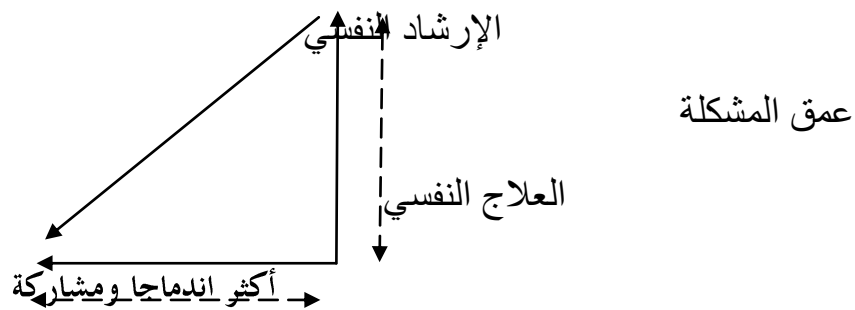 الإرشاد النفسي
عمق المشكلة
العلاج النفسي
أكثر اندماجا ومشاركة